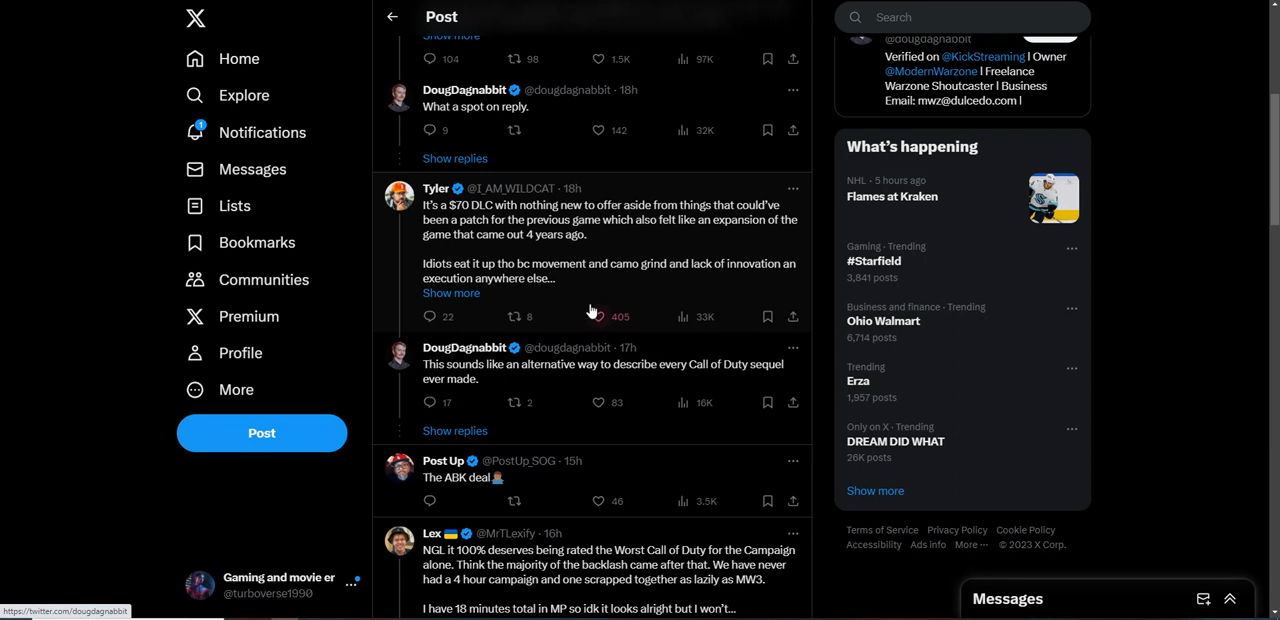 Home
Explore
1
Notifications
Messages
Lists
Bookmarks
Communities
Premium
Profile
More
Post
Gaming and movie er
@turboverse1990
https://twitter.com/dougdagnabbit
Post
Show more
104 98 1.5K 97K
DougDagnabbit @dougdagnabbit · 18h
What a spot on reply.
9 142 32K
Show replies
Tyler @I_AM_WILDCAT · 18h
It's a $70 DLC with nothing new to offer aside from things that could've
been a patch for the previous game which also felt like an expansion of the
game that came out 4 years ago.
Idiots eat it up tho bc movement and camo grind and lack of innovation an
execution anywhere else...
Show more
22 8 405 33K
DougDagnabbit @dougdagnabbit · 17h
This sounds like an alternative way to describe every Call of Duty sequel
ever made.
17 2 83 16K
Show replies
Post Up @PostUp_SOG · 15h
The ABK deal
46 3.5K
Lex @MrTLexify · 16h
NGL it 100% deserves being rated the Worst Call of Duty for the Campaign
alone. Think the majority of the backlash came after that. We have never
had a 4 hour campaign and one scrapped together as lazily as MW3.
I have 18 minutes total in MP so idk it looks alright but I won't...
Search
@dougdagnabbit
Verified on @KickStreaming | Owner
@ModernWarzone | Freelance
Warzone Shoutcaster | Business
Email: mwz@dulcedo.com |
What's happening
NHL · 5 hours ago
Flames at Kraken
Gaming · Trending
#Starfield
3,841 posts
Business and finance · Trending
Ohio Walmart
6,714 posts
Trending
Erza
1,957 posts
Only on X · Trending
DREAM DID WHAT
26K posts
Show more
Terms of Service Privacy Policy Cookie Policy
Accessibility Ads info More ··· © 2023 X Corp.
Messages